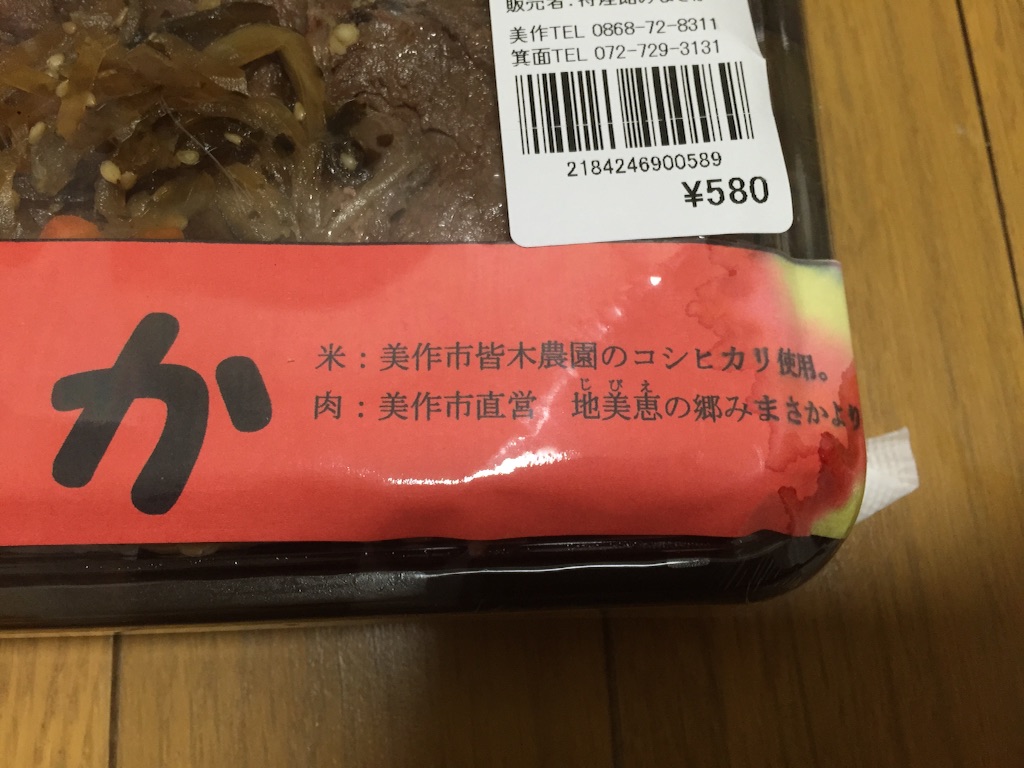 美作TEL 0868-72-8311
箕面TEL 072-729-3131
2184246900589
¥580
か
米：美作市皆木農園のコシヒカリ使用。
じびえ
肉：美作市直営　地美恵の郷みまさかより